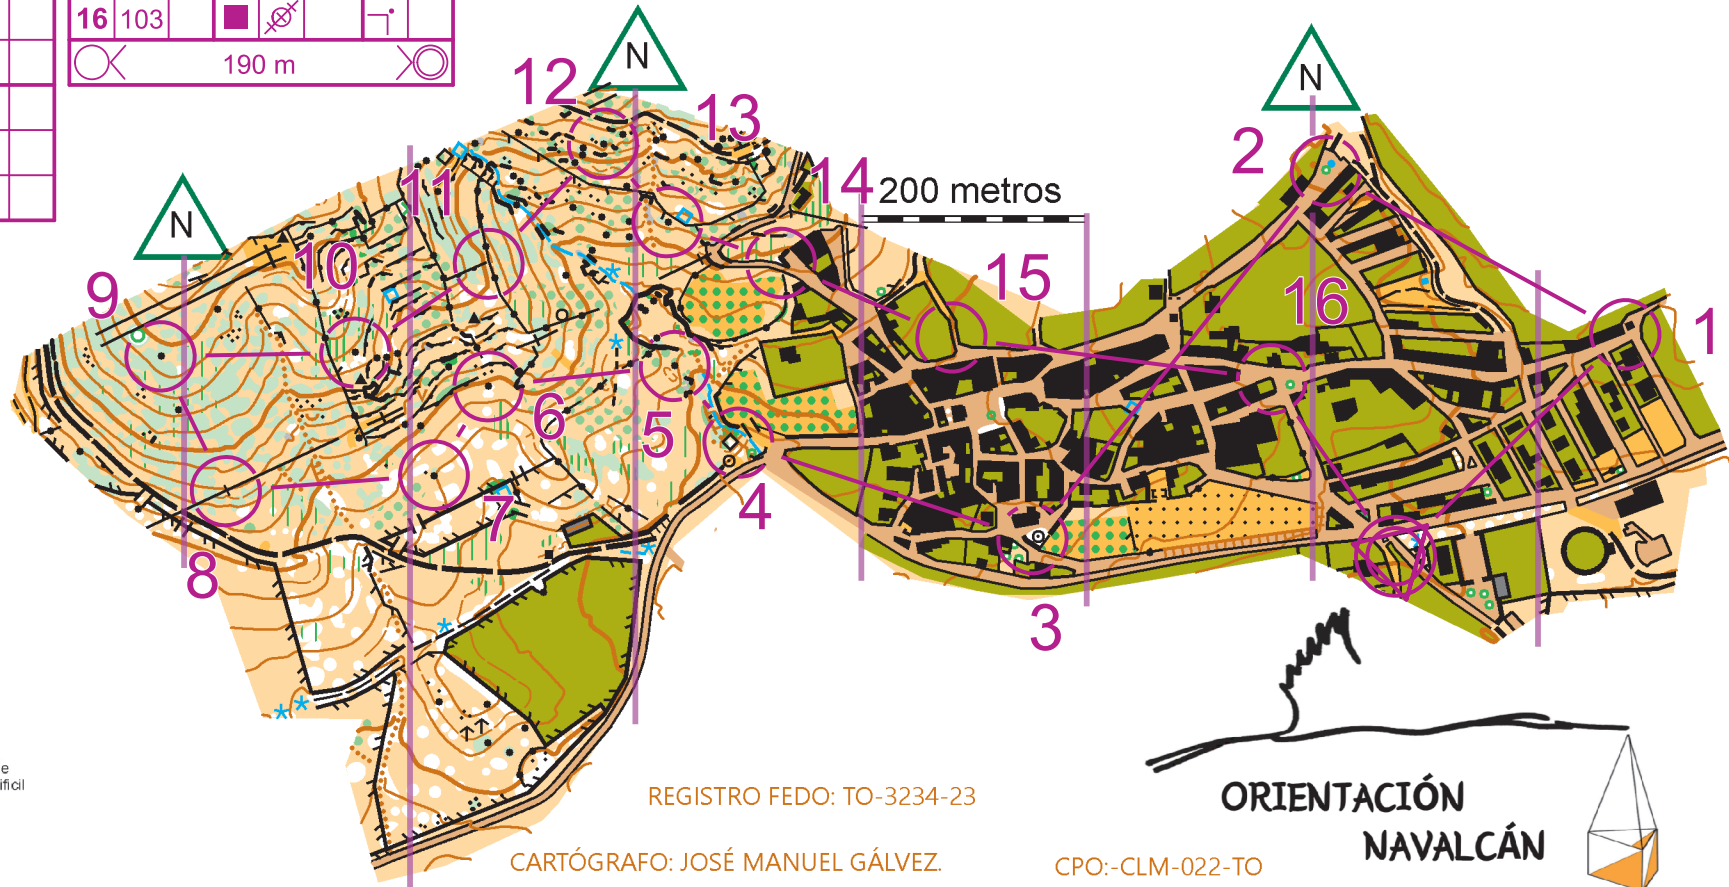 16 103
190 m
N
N
N
12
13
2
11
14
200 metros
10
15
9
16
1
6
5
7
4
8
3
e
ifícil
REGISTRO FEDO: TO-3234-23
CARTÓGRAFO: JOSÉ MANUEL GÁLVEZ.
CPO:-CLM-022-TO
ORIENTACIÓN
NAVALCÁN